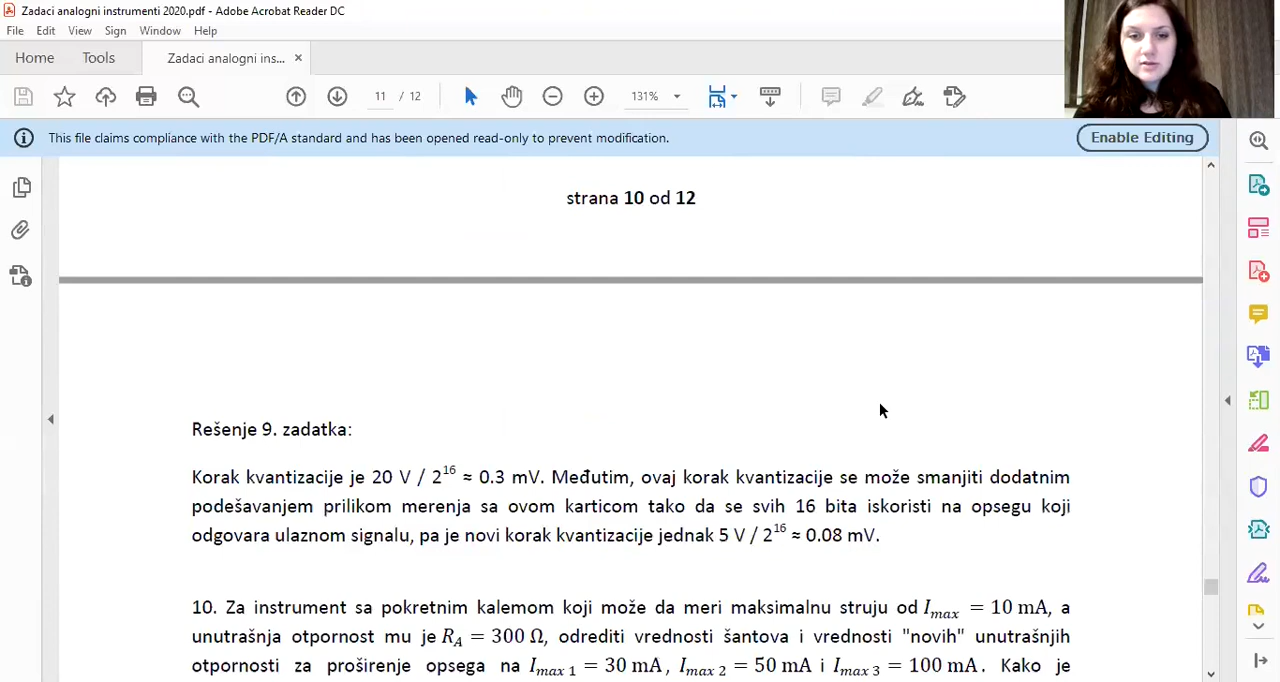 Zadaci analogni instrumenti 2020.pdf - Adobe Acrobat Reader DC
File Edit View Sign Window Help
Home Tools Zadaci analogni ins... ×
11 / 12 131%
This file claims compliance with the PDF/A standard and has been opened read-only to prevent modification. Enable Editing
strana 10 od 12
Rešenje 9. zadatka:
Korak kvantizacije je 20 V / 2^16 ≈ 0.3 mV. Međutim, ovaj korak kvantizacije se može smanjiti dodatnim
podešavanjem prilikom merenja sa ovom karticom tako da se svih 16 bita iskoristi na opsegu koji
odgovara ulaznom signalu, pa je novi korak kvantizacije jednak 5 V / 2^16 ≈ 0.08 mV.
10. Za instrument sa pokretnim kalemom koji može da meri maksimalnu struju od I_max = 10 mA, a
unutrašnja otpornost mu je R_A = 300 Ω, odrediti vrednosti šantova i vrednosti "novih" unutrašnjih
otpornosti za proširenje opsega na I_max 1 = 30 mA, I_max 2 = 50 mA i I_max 3 = 100 mA. Kako je